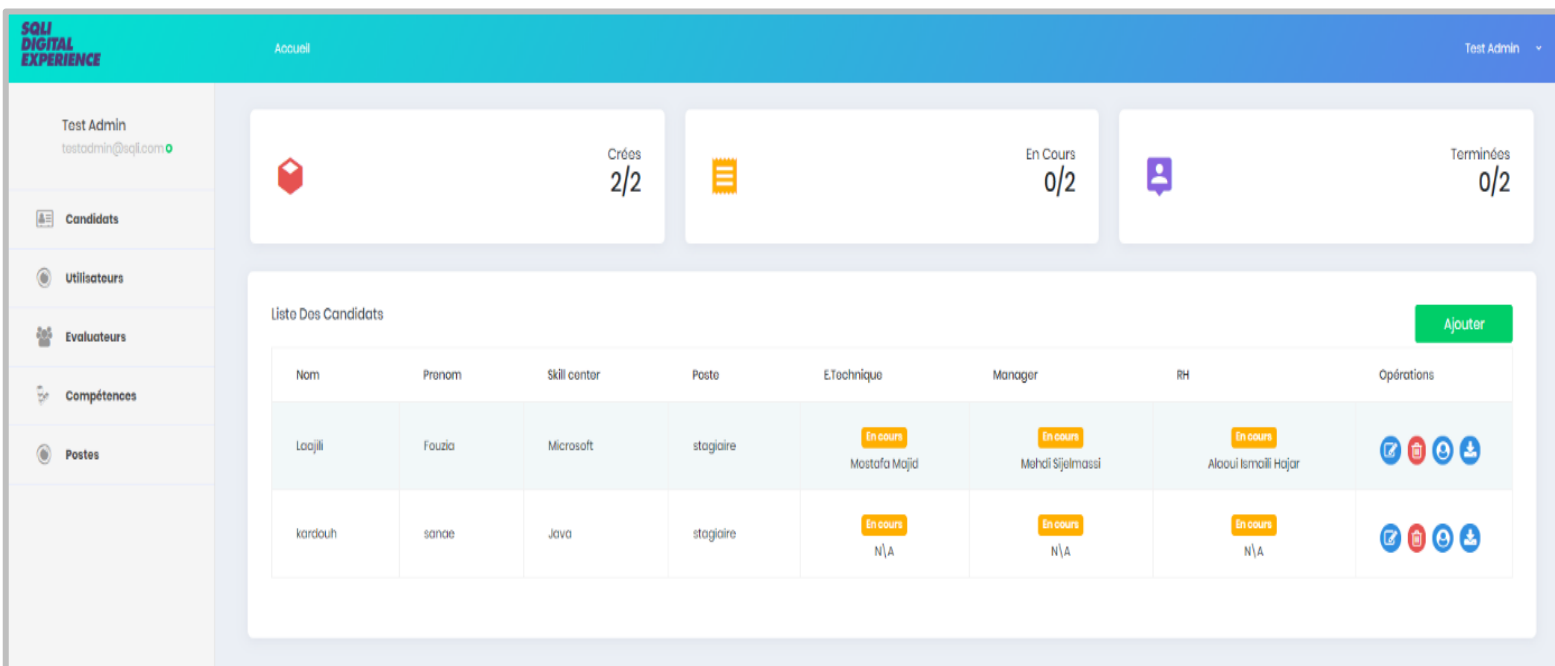 SQLI
DIGITAL
EXPERIENCE
Accueil
Test Admin
Test Admin
testadmin@sqli.com
Candidats
Utilisateurs
Evaluateurs
Compétences
Postes
Crées
2/2
En Cours
0/2
Terminées
0/2
Liste Des Candidats
Ajouter
Nom Prenom Skill center Poste E.Technique Manager RH Opérations
Laajili Fouzia Microsoft stagiaire En cours En cours En cours
Mostafa Majid Mehdi Sijelmassi Alaoui Ismaili Hajar
kardouh sanae Java stagiaire En cours En cours En cours
N\A N\A N\A